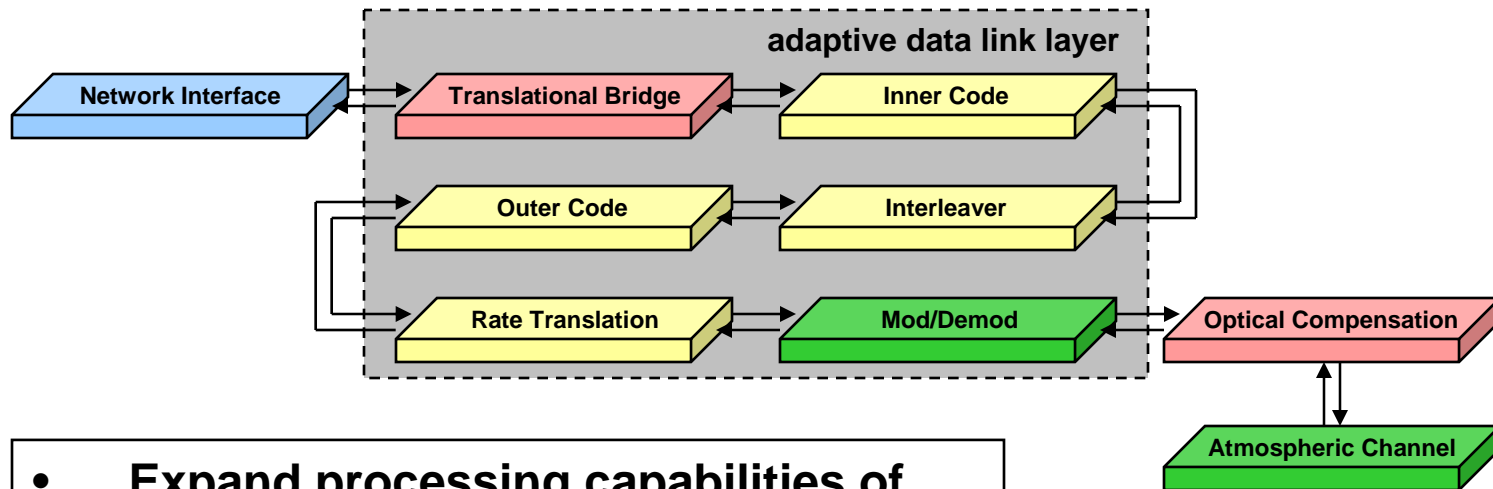 adaptive data link layer
Network Interface
Translational Bridge
Inner Code
Outer Code
Interleaver
Rate Translation
Mod/Demod
Optical Compensation
Atmospheric Channel
• Expand processing capabilities of